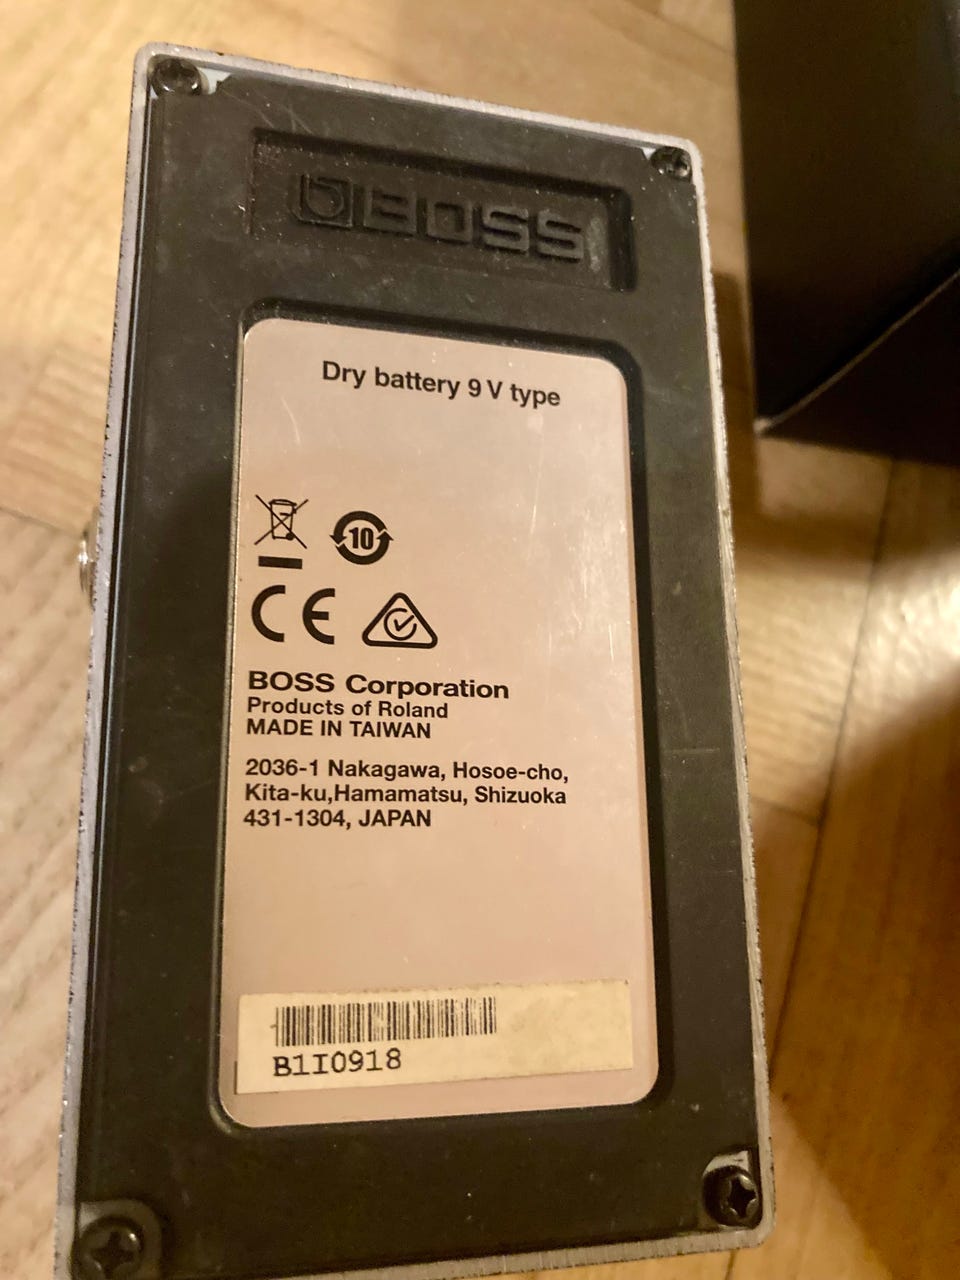 BOSS
Dry battery 9 V type
10
CE
BOSS Corporation
Products of Roland
MADE IN TAIWAN
2036-1 Nakagawa, Hosoe-cho,
Kita-ku,Hamamatsu, Shizuoka
431-1304, JAPAN
B1I0918